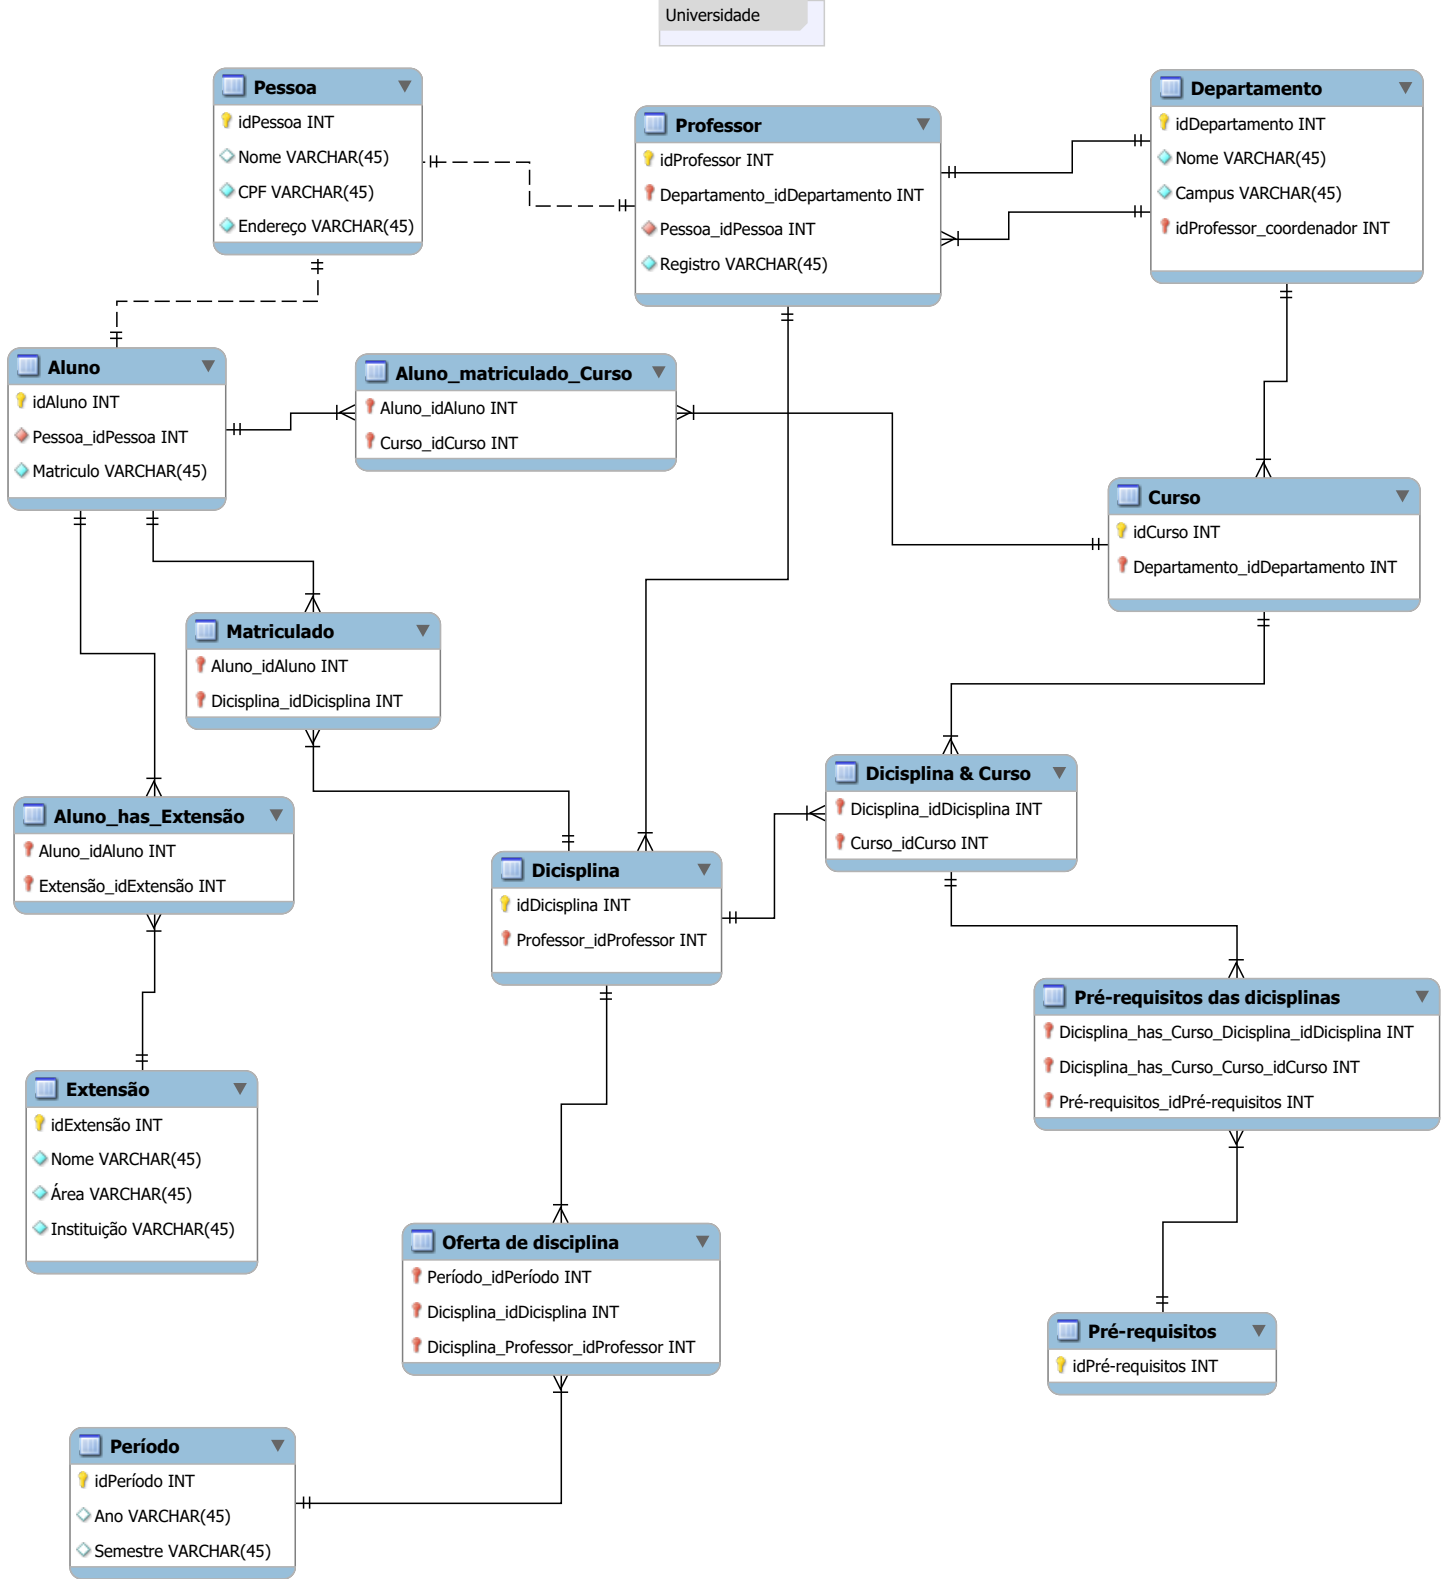 Universidade
Pessoa
idPessoa INT
Nome VARCHAR(45)
CPF VARCHAR(45)
Endereço VARCHAR(45)
Professor
idProfessor INT
Departamento_idDepartamento INT
Pessoa_idPessoa INT
Registro VARCHAR(45)
Departamento
idDepartamento INT
Nome VARCHAR(45)
Campus VARCHAR(45)
idProfessor_coordenador INT
Aluno
idAluno INT
Pessoa_idPessoa INT
Matriculo VARCHAR(45)
Aluno_matriculado_Curso
Aluno_idAluno INT
Curso_idCurso INT
Curso
idCurso INT
Departamento_idDepartamento INT
Matriculado
Aluno_idAluno INT
Dicisplina_idDicisplina INT
Dicisplina & Curso
Dicisplina_idDicisplina INT
Curso_idCurso INT
Aluno_has_Extensão
Aluno_idAluno INT
Extensão_idExtensão INT
Dicisplina
idDicisplina INT
Professor_idProfessor INT
Pré-requisitos das dicisplinas
Dicisplina_has_Curso_Dicisplina_idDicisplina INT
Dicisplina_has_Curso_Curso_idCurso INT
Pré-requisitos_idPré-requisitos INT
Extensão
idExtensão INT
Nome VARCHAR(45)
Área VARCHAR(45)
Instituição VARCHAR(45)
Oferta de disciplina
Período_idPeríodo INT
Dicisplina_idDicisplina INT
Dicisplina_Professor_idProfessor INT
Pré-requisitos
idPré-requisitos INT
Período
idPeríodo INT
Ano VARCHAR(45)
Semestre VARCHAR(45)